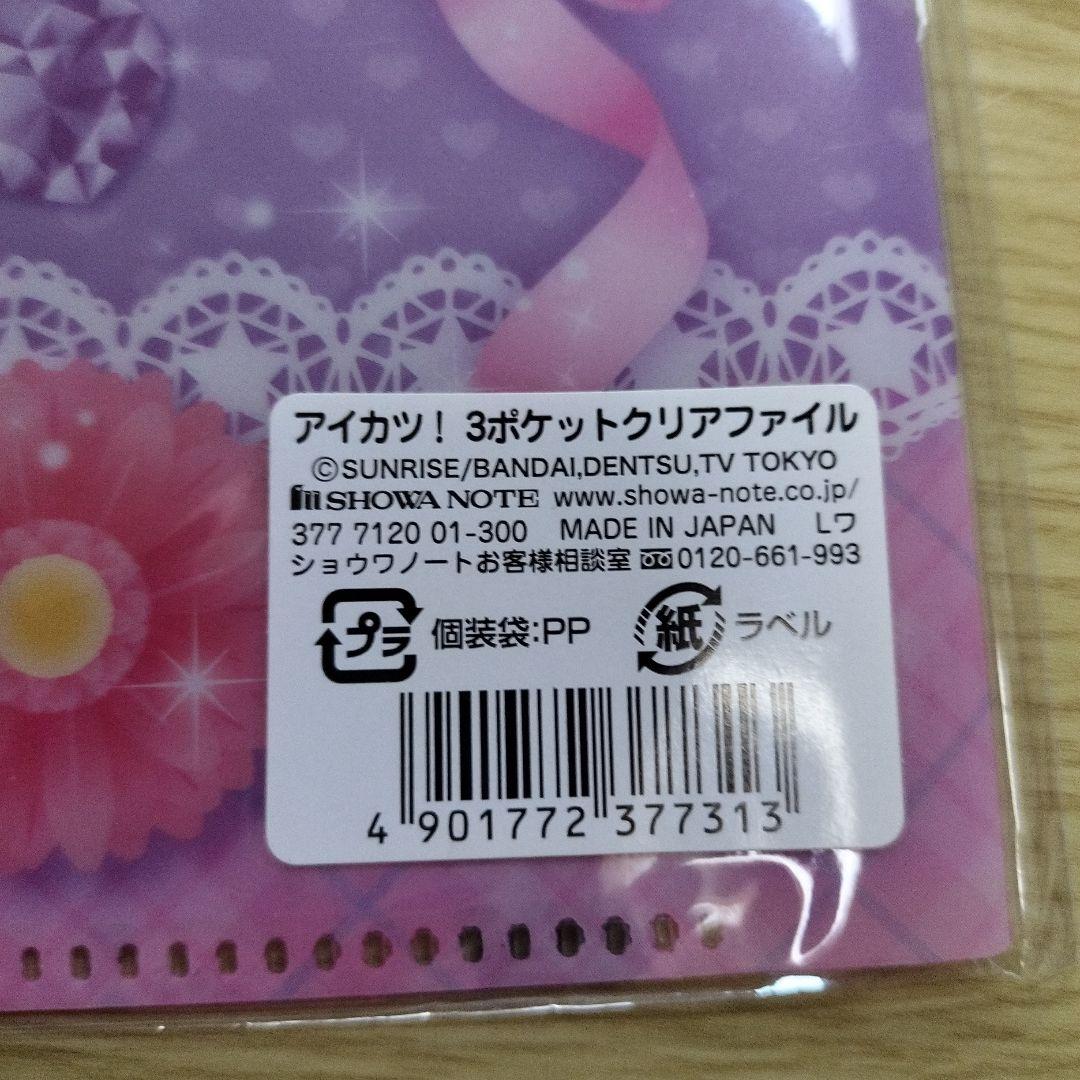 アイカツ！ 3ポケットクリアファイル
©SUNRISE/BANDAI,DENTSU,TV TOKYO
SHOWA NOTE www.showa-note.co.jp/
377 7120 01-300 MADE IN JAPAN Lワ
ショウワノートお客様相談室 0120-661-993
プラ 個装袋:PP 紙 ラベル
4 901772 377313